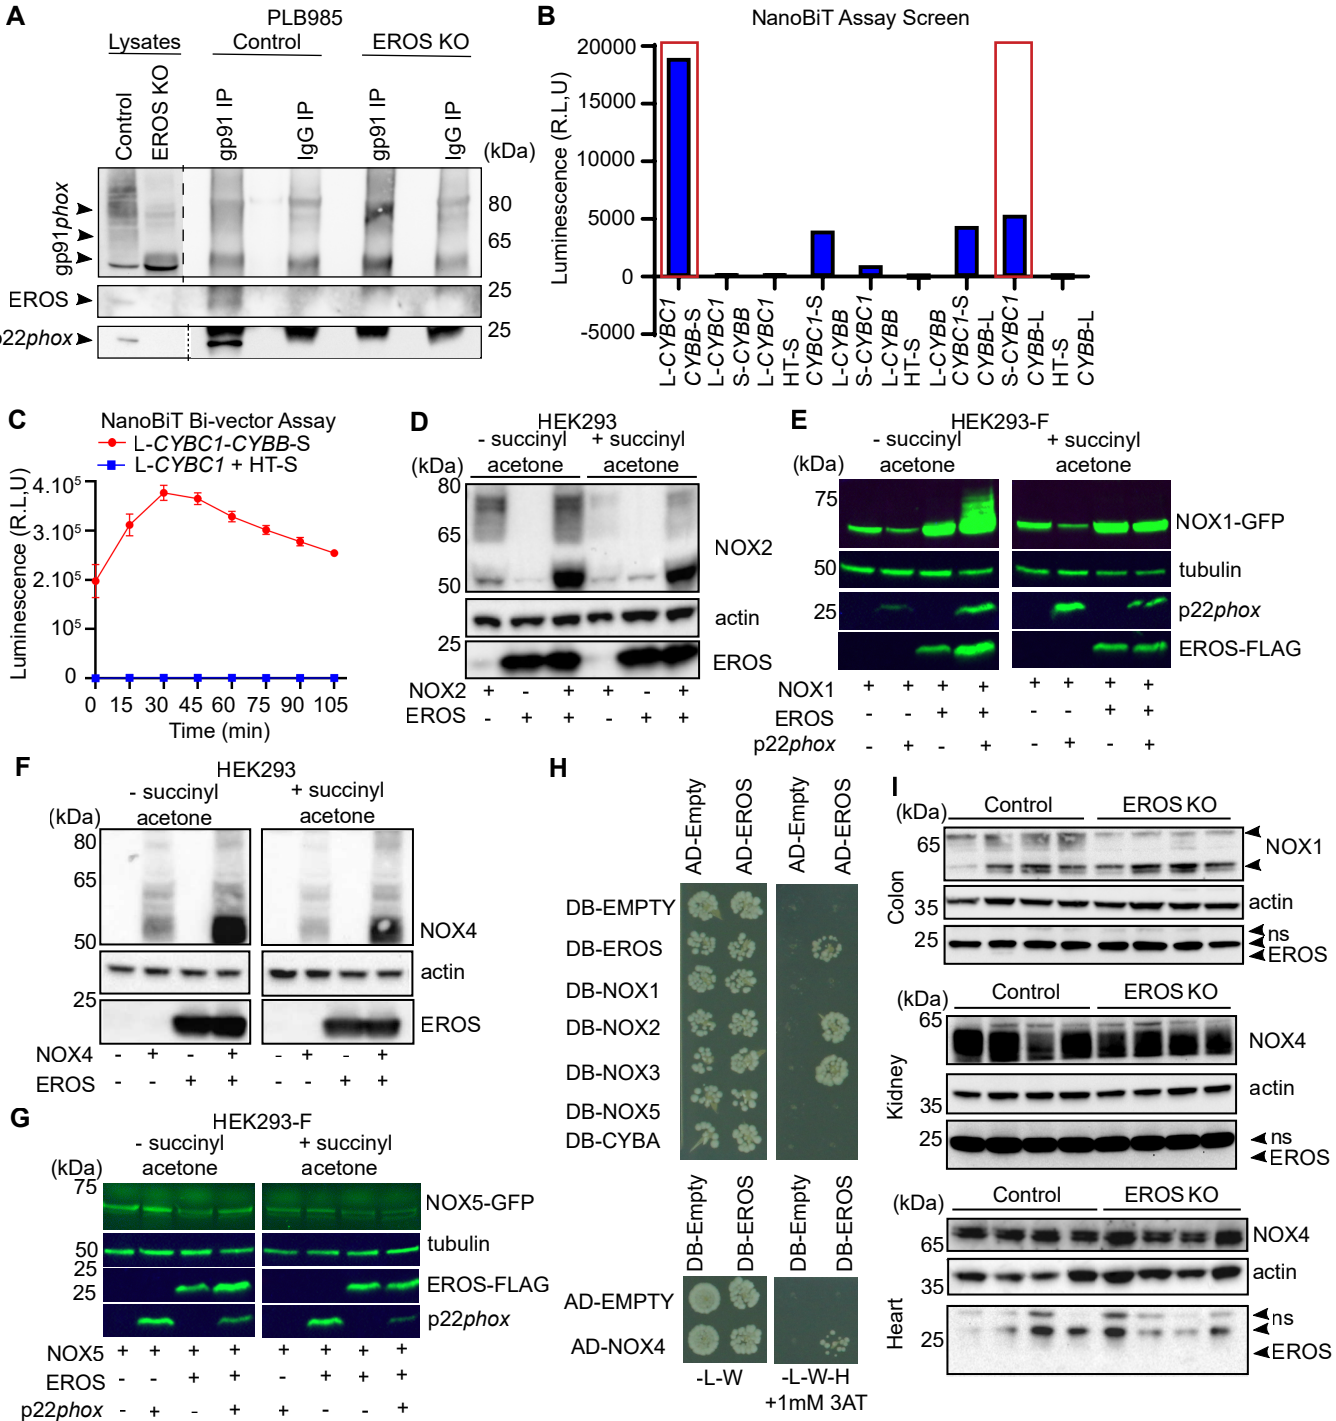 A
PLB985
Lysates
Control
EROS KO
Control
EROS KO
gp91 IP
IgG IP
gp91 IP
IgG IP
(kDa)
gp91phox
80
65
EROS
25
p22phox
25
B
NanoBiT Assay Screen
Luminescence (R.L,U)
20000
15000
10000
5000
0
-5000
L-CYBC1
CYBB-S
L-CYBC1
S-CYBB
L-CYBC1
HT-S
CYBC1-S
L-CYBB
S-CYBC1
L-CYBB
HT-S
L-CYBB
CYBC1-S
CYBB-L
S-CYBC1
CYBB-L
HT-S
CYBB-L
C
NanoBiT Bi-vector Assay
L-CYBC1-CYBB-S
L-CYBC1 + HT-S
Luminescence (R.L,U)
4.10⁵
3.10⁵
2.10⁵
10⁵
0
0 15 30 45 60 75 90 105
Time (min)
D
HEK293
- succinyl acetone
+ succinyl acetone
(kDa)
80
65
50
NOX2
actin
25
EROS
NOX2 + - + + - +
EROS - + + - + +
E
HEK293-F
- succinyl acetone
+ succinyl acetone
(kDa)
75
NOX1-GFP
50
tubulin
25
p22phox
EROS-FLAG
NOX1 + + + + + + + +
EROS - - + + - - + +
p22phox - + - + - + - +
F
HEK293
- succinyl acetone
+ succinyl acetone
(kDa)
80
65
50
NOX4
actin
25
EROS
NOX4 - + - + - + - +
EROS - - + + - - + +
G
HEK293-F
- succinyl acetone
+ succinyl acetone
(kDa)
75
NOX5-GFP
50
tubulin
25
25
EROS-FLAG
p22phox
NOX5 + + + + + + + +
EROS - - + + - + + +
p22phox - + - + + - - +
H
AD-Empty
AD-EROS
AD-Empty
AD-EROS
DB-EMPTY
DB-EROS
DB-NOX1
DB-NOX2
DB-NOX3
DB-NOX5
DB-CYBA
DB-Empty
DB-EROS
DB-Empty
DB-EROS
AD-EMPTY
AD-NOX4
-L-W
-L-W-H
+1mM 3AT
I
(kDa)
Control
EROS KO
65
NOX1
Colon
35
actin
25
ns
EROS
(kDa)
Control
EROS KO
65
NOX4
Kidney
35
actin
25
ns
EROS
(kDa)
Control
EROS KO
65
NOX4
35
actin
Heart
25
ns
EROS